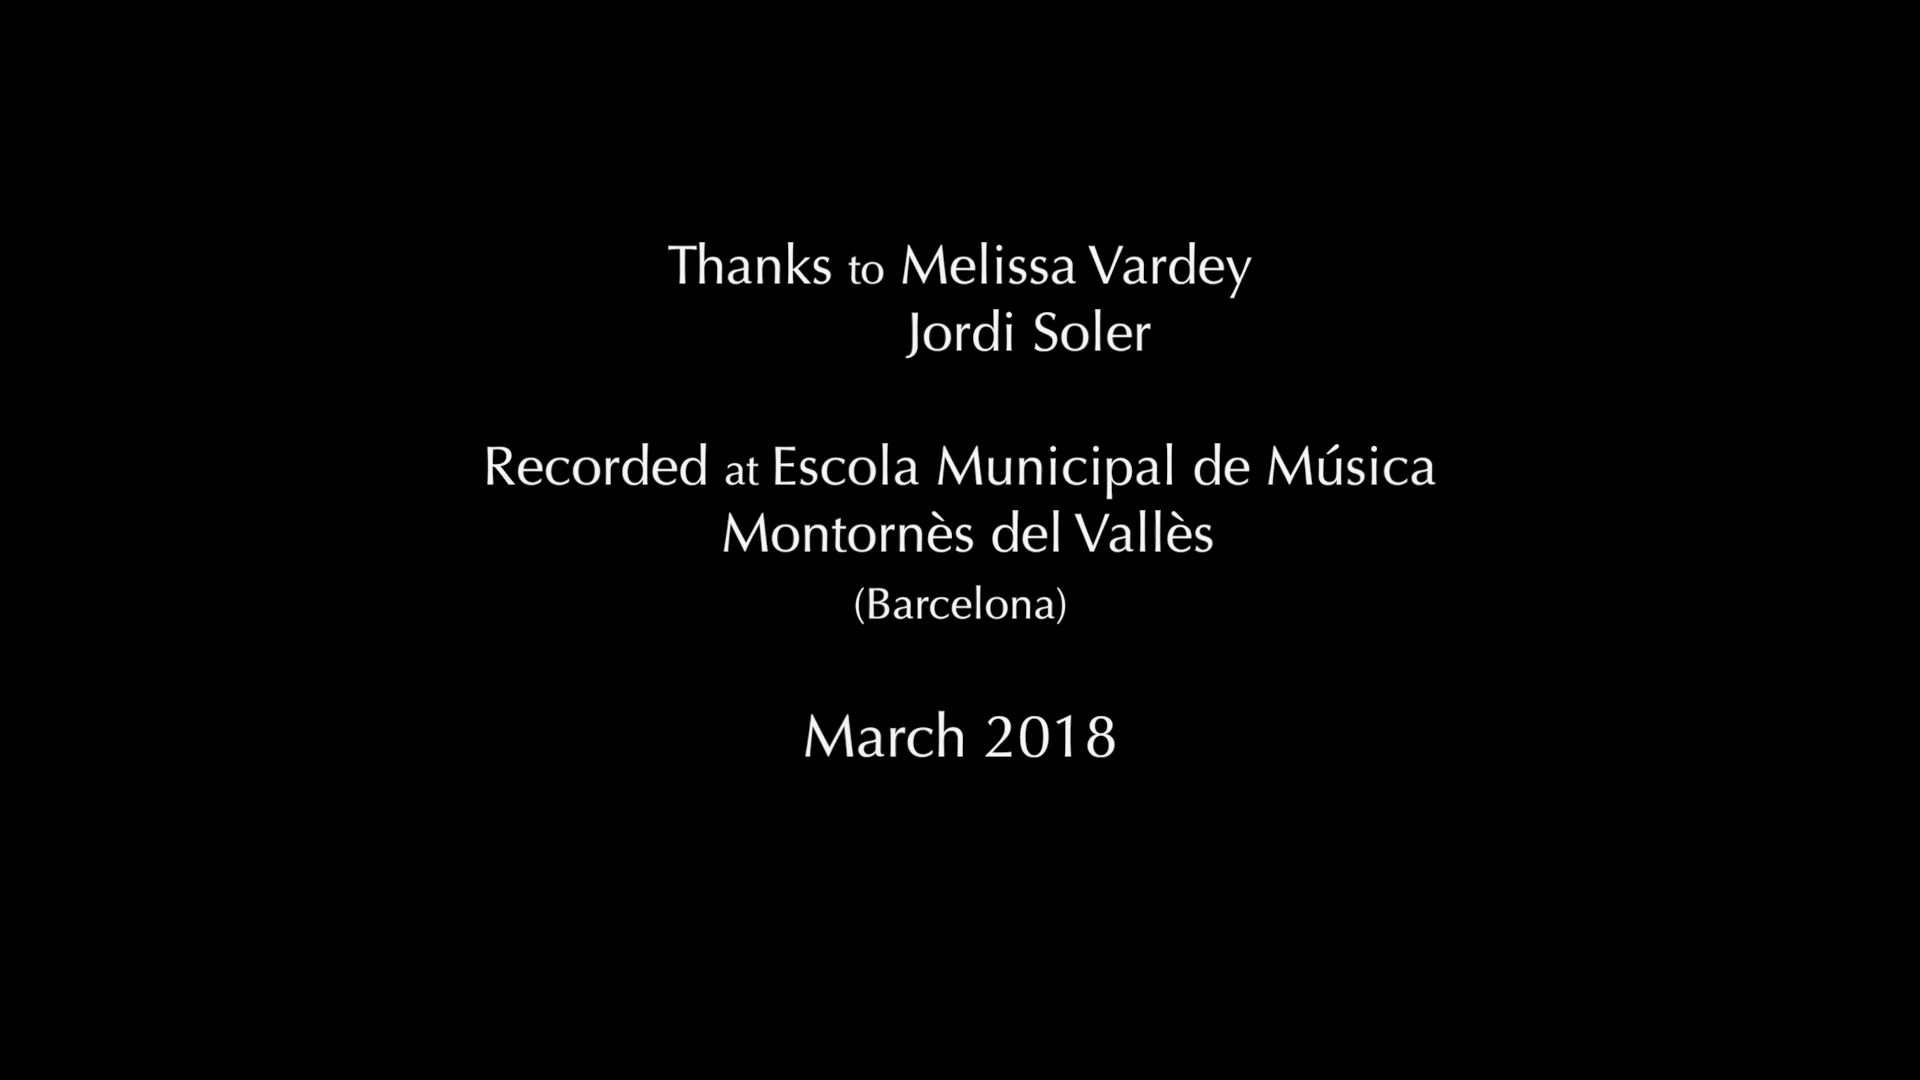 Thanks to Melissa Vardey
Jordi Soler
Recorded at Escola Municipal de Música
Montornès del Vallès
(Barcelona)
March 2018